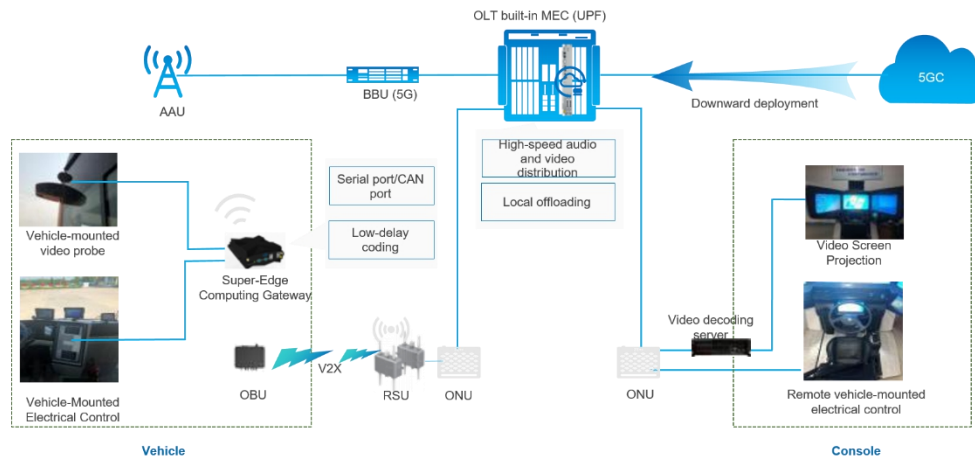 OLT built-in MEC (UPF)
5GC
BBU (5G)
AAU
Downward deployment
High-speed audio
and video
distribution
Local offloading
Serial port/CAN
port
Low-delay
coding
Vehicle-mounted
video probe
Super-Edge
Computing Gateway
Vehicle-Mounted
Electrical Control
OBU
V2X
RSU
ONU
ONU
Video decoding
server
Video Screen
Projection
Remote vehicle-mounted
electrical control
Vehicle
Console